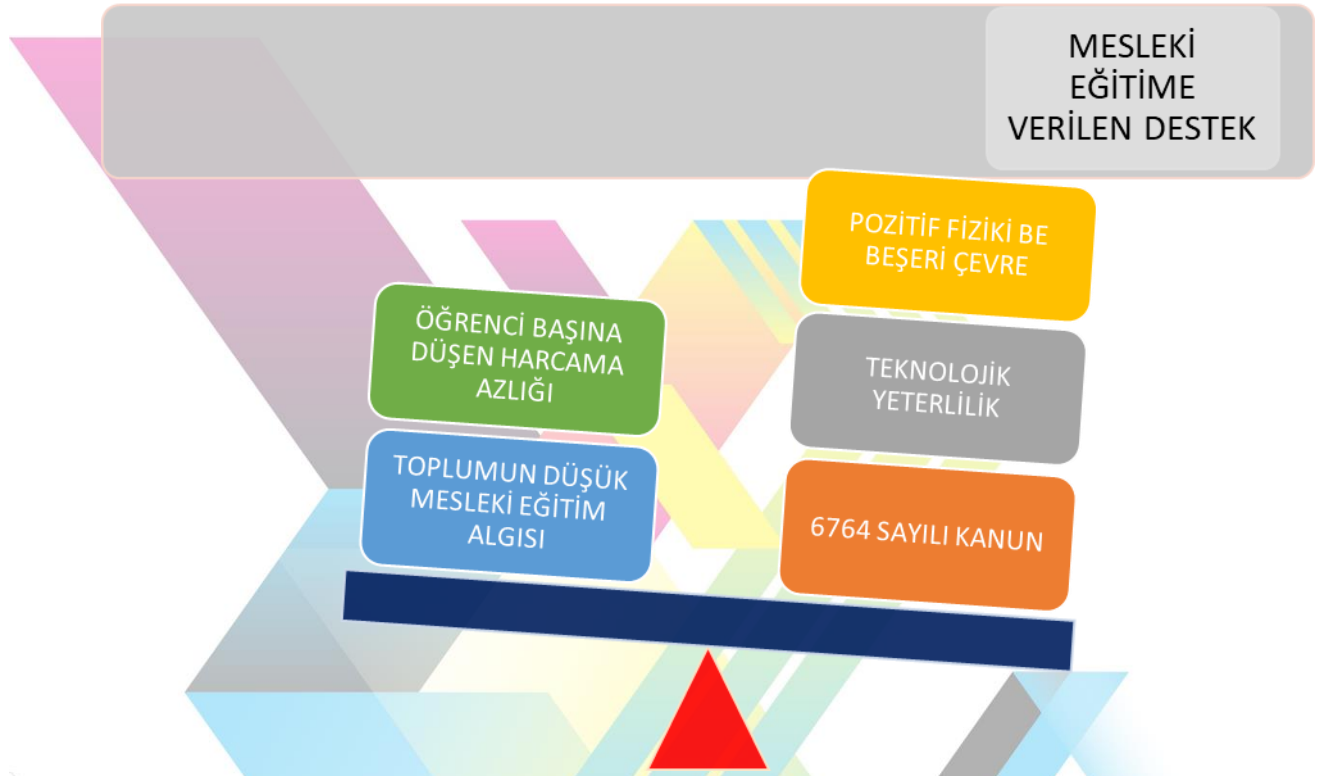 MESLEKİ
EĞİTİME
VERİLEN DESTEK
POZİTİF FİZİKİ BE
BEŞERİ ÇEVRE
ÖĞRENCİ BAŞINA
DÜŞEN HARCAMA
AZLIĞI
TEKNOLOJİK
YETERLİLİK
TOPLUMUN DÜŞÜK
MESLEKİ EĞİTİM
ALGISI
6764 SAYILI KANUN